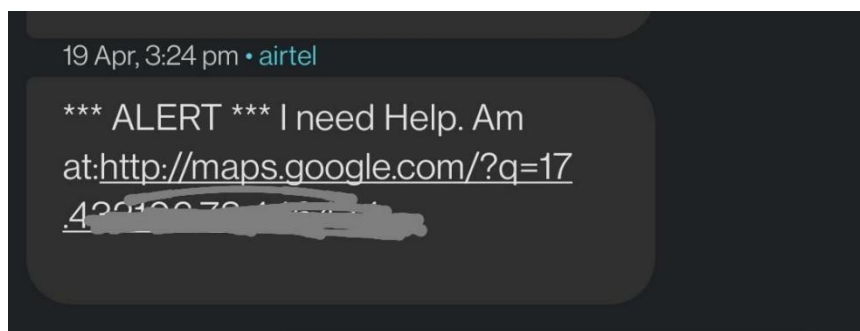 19 Apr, 3:24 pm • airtel
*** ALERT *** I need Help. Am
at:http://maps.google.com/?q=17